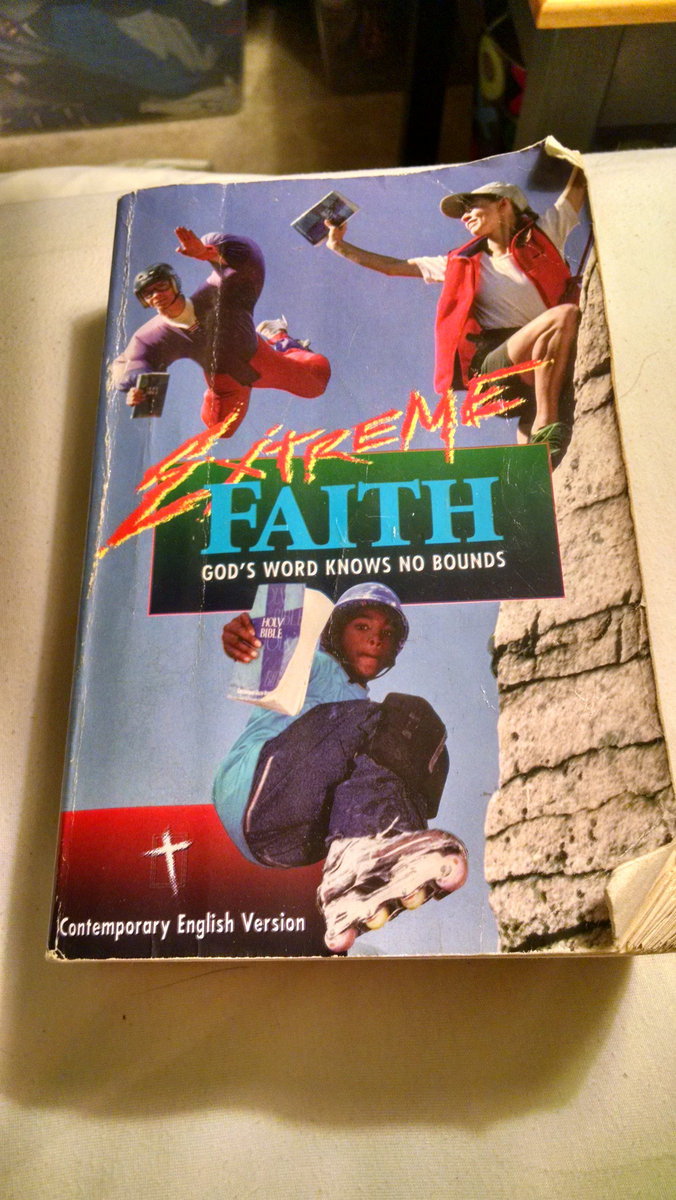 EXTREME
FAITH
GOD'S WORD KNOWS NO BOUNDS
HOLY
BIBLE
Contemporary English Version